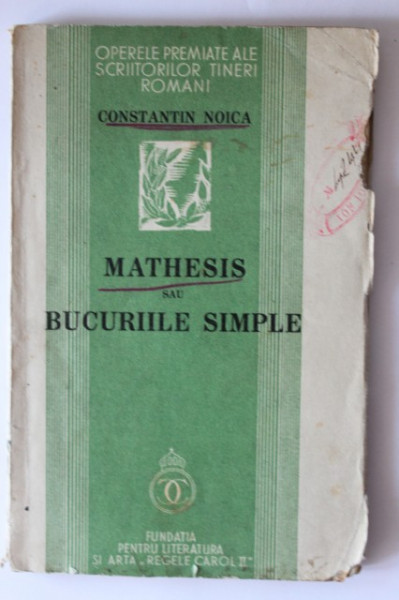 OPERELE PREMIATE ALE
SCRIITORILOR TINERI
ROMANI
CONSTANTIN NOICA
MATHESIS
SAU
BUCURIILE SIMPLE
FUNDATIA
PENTRU LITERATURA
SI ARTA „REGELE CAROL II"